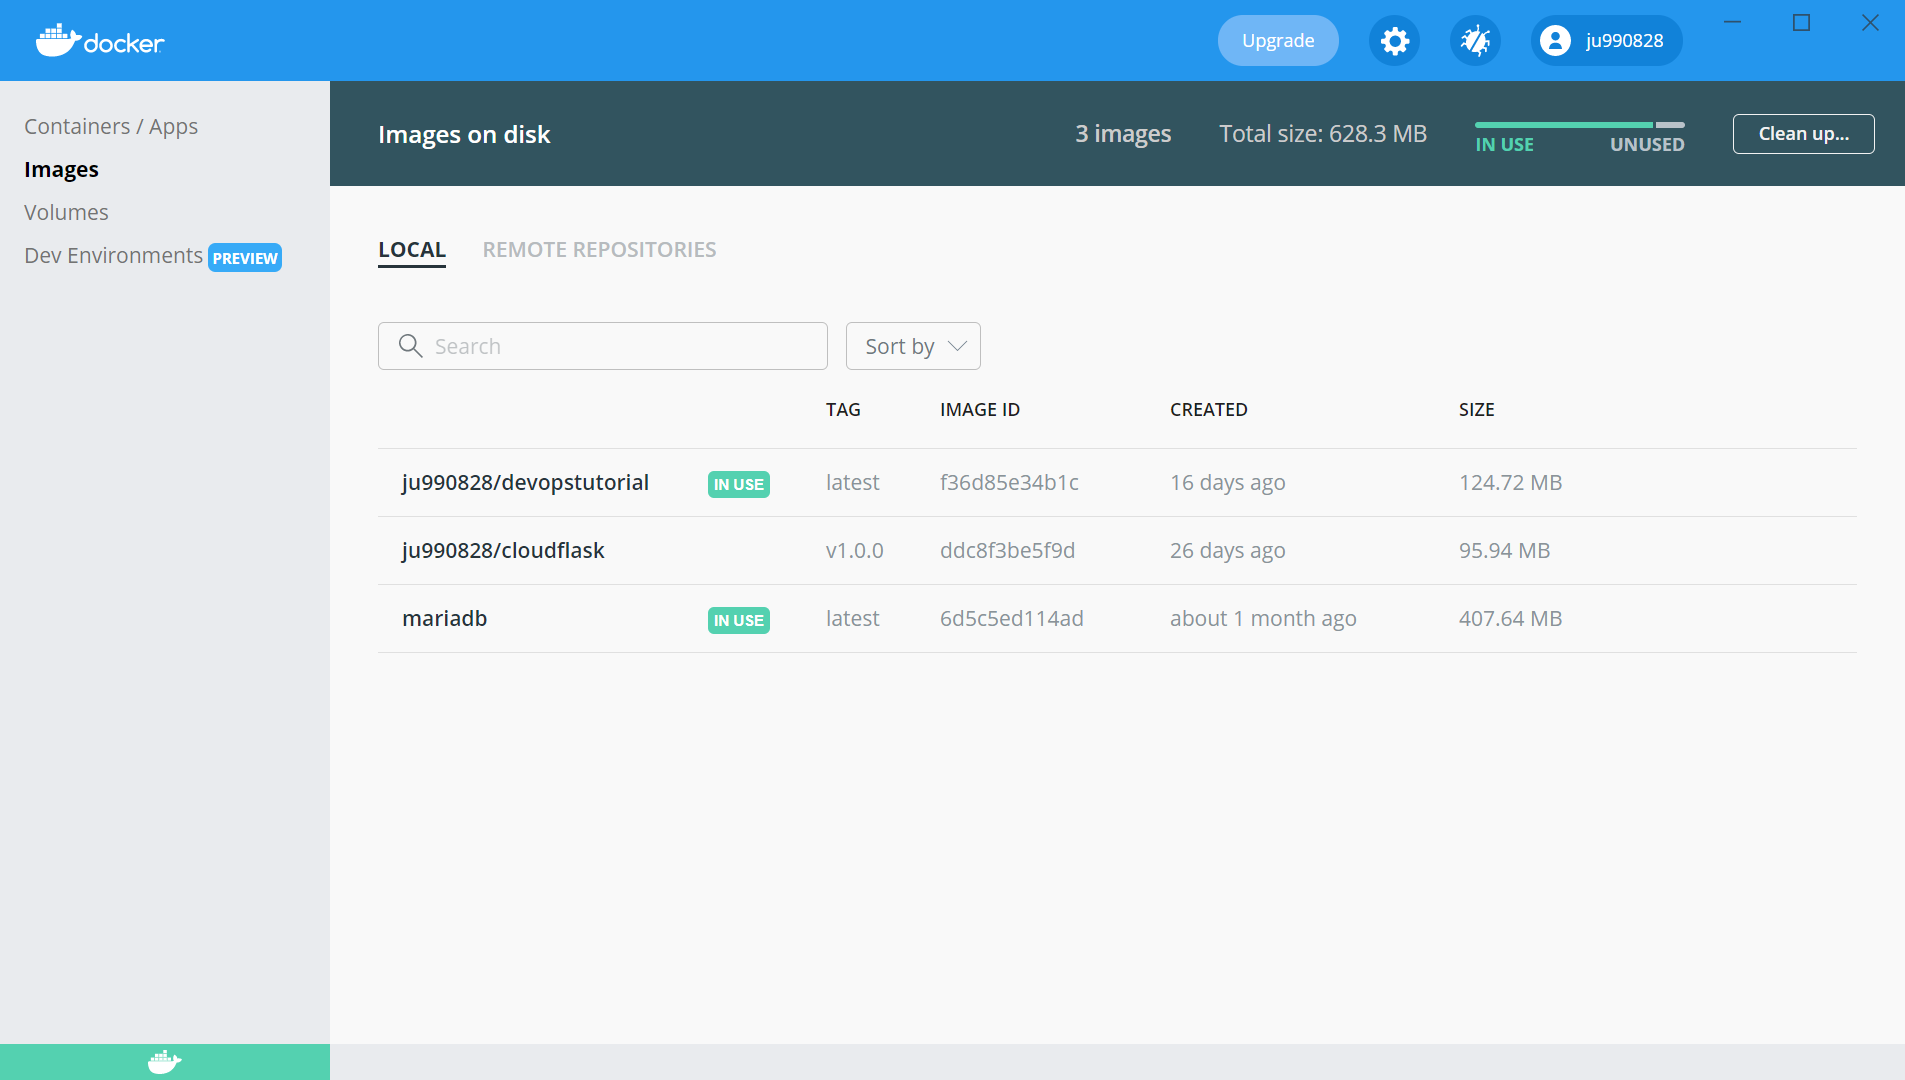 docker
Upgrade
ju990828
Containers / Apps
Images
Volumes
Dev Environments PREVIEW
Images on disk
3 images
Total size: 628.3 MB
IN USE
UNUSED
Clean up...
LOCAL
REMOTE REPOSITORIES
Search
Sort by
TAG IMAGE ID CREATED SIZE
ju990828/devopstutorial IN USE latest f36d85e34b1c 16 days ago 124.72 MB
ju990828/cloudflask v1.0.0 ddc8f3be5f9d 26 days ago 95.94 MB
mariadb IN USE latest 6d5c5ed114ad about 1 month ago 407.64 MB